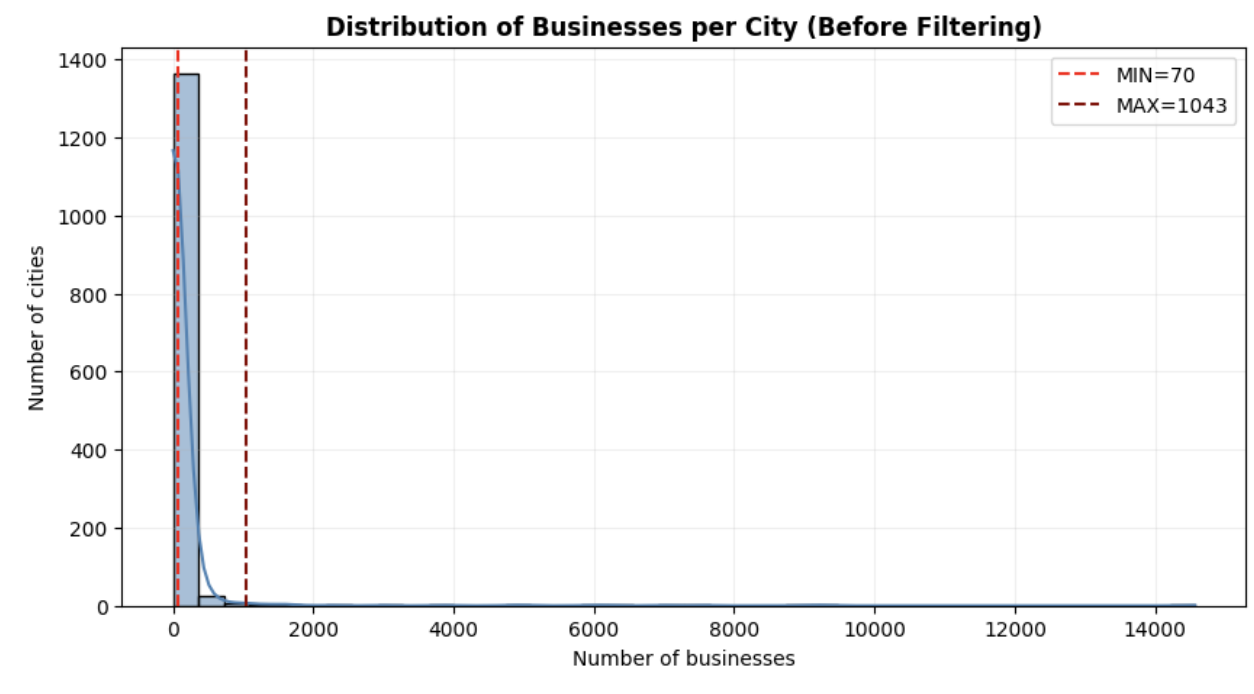 Distribution of Businesses per City (Before Filtering)
MIN=70
MAX=1043
Number of cities
1400
1200
1000
800
600
400
200
0
0 2000 4000 6000 8000 10000 12000 14000
Number of businesses